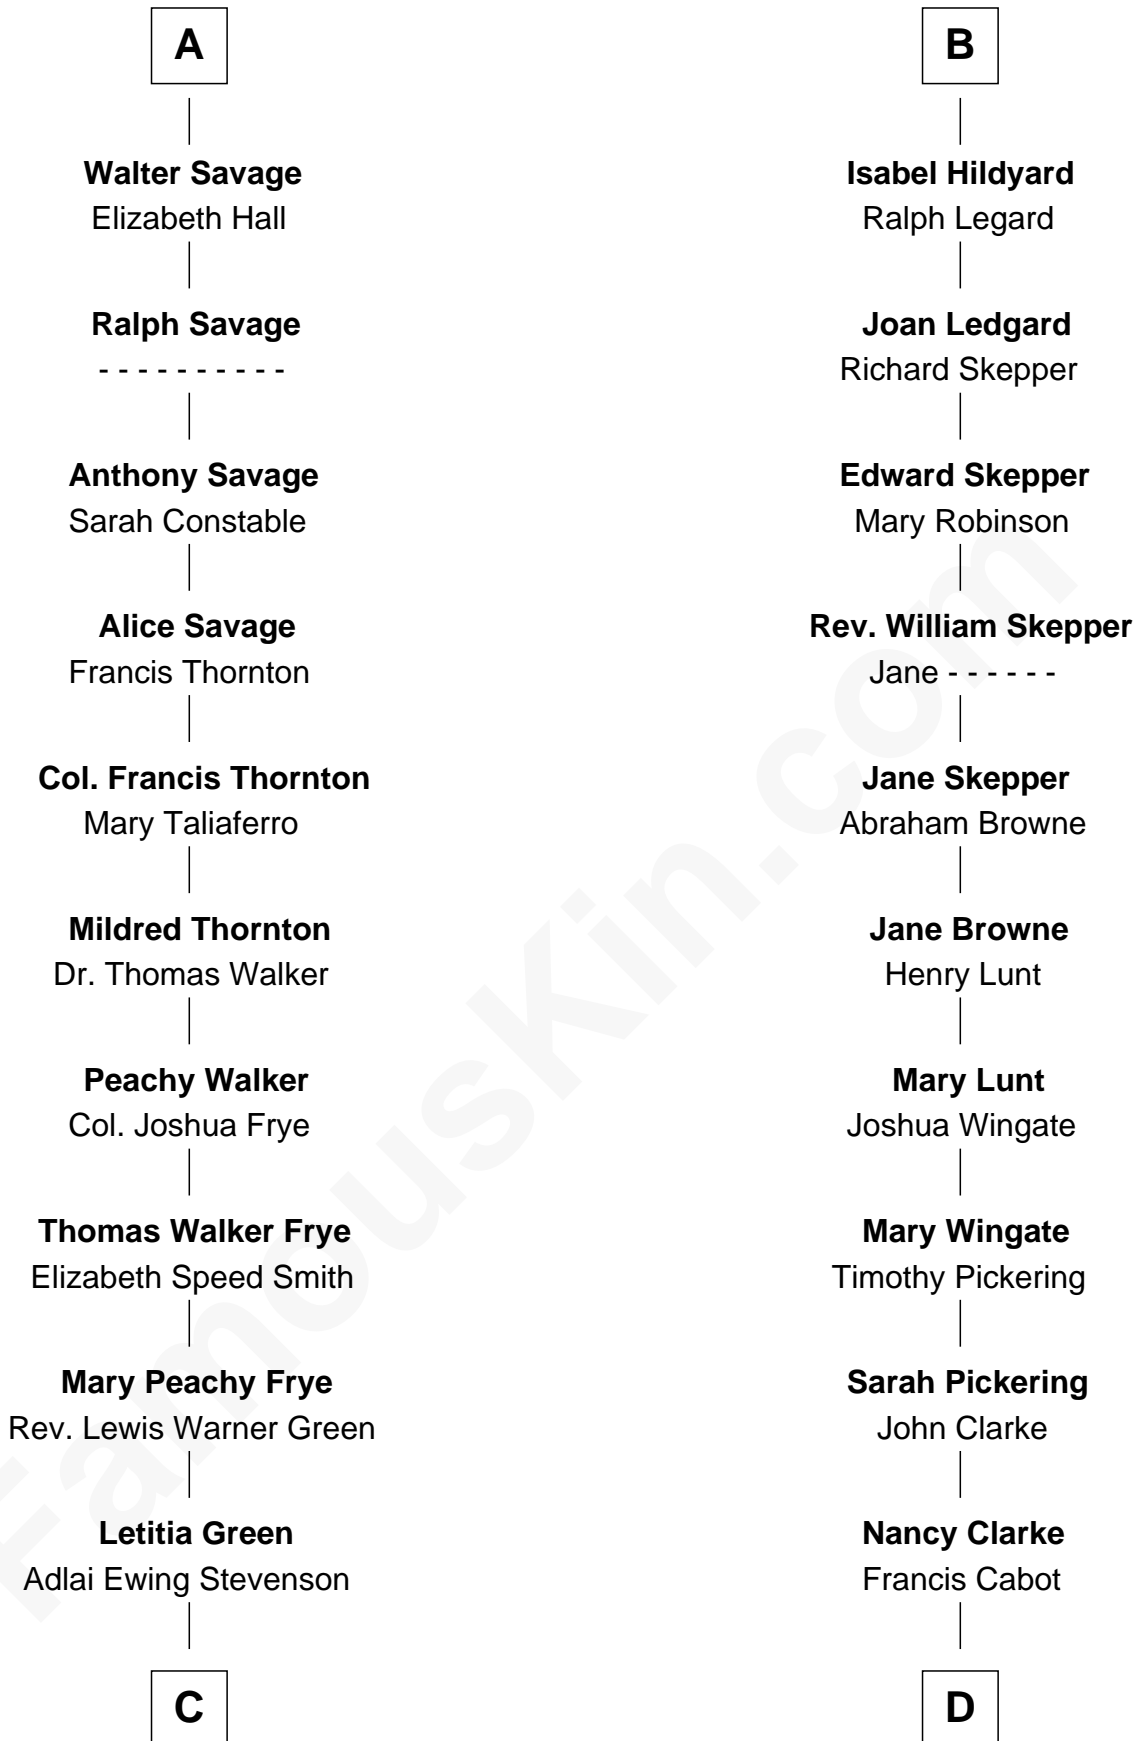 A
Walter Savage
Elizabeth Hall
Ralph Savage
- - - - - - - - - -
Anthony Savage
Sarah Constable
Alice Savage
Francis Thornton
Col. Francis Thornton
Mary Taliaferro
Mildred Thornton
Dr. Thomas Walker
Peachy Walker
Col. Joshua Frye
Thomas Walker Frye
Elizabeth Speed Smith
Mary Peachy Frye
Rev. Lewis Warner Green
Letitia Green
Adlai Ewing Stevenson
C
B
Isabel Hildyard
Ralph Legard
Joan Ledgard
Richard Skepper
Edward Skepper
Mary Robinson
Rev. William Skepper
Jane - - - - - -
Jane Skepper
Abraham Browne
Jane Browne
Henry Lunt
Mary Lunt
Joshua Wingate
Mary Wingate
Timothy Pickering
Sarah Pickering
John Clarke
Nancy Clarke
Francis Cabot
D
FamousKin.com